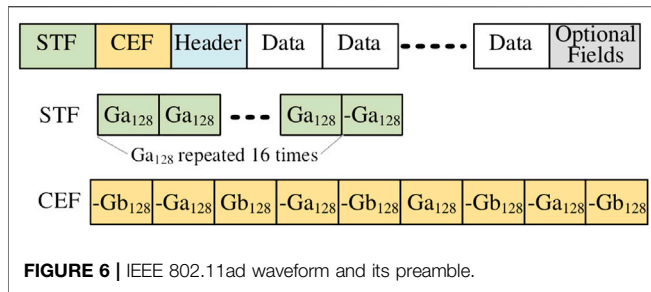 STF CEF Header Data Data Data Optional Fields
STF Ga128 Ga128 Ga128 -Ga128
Ga128 repeated 16 times
CEF -Gb128 -Ga128 Gb128 -Ga128 -Gb128 Ga128 -Gb128 -Ga128 -Gb128
FIGURE 6 | IEEE 802.11ad waveform and its preamble.